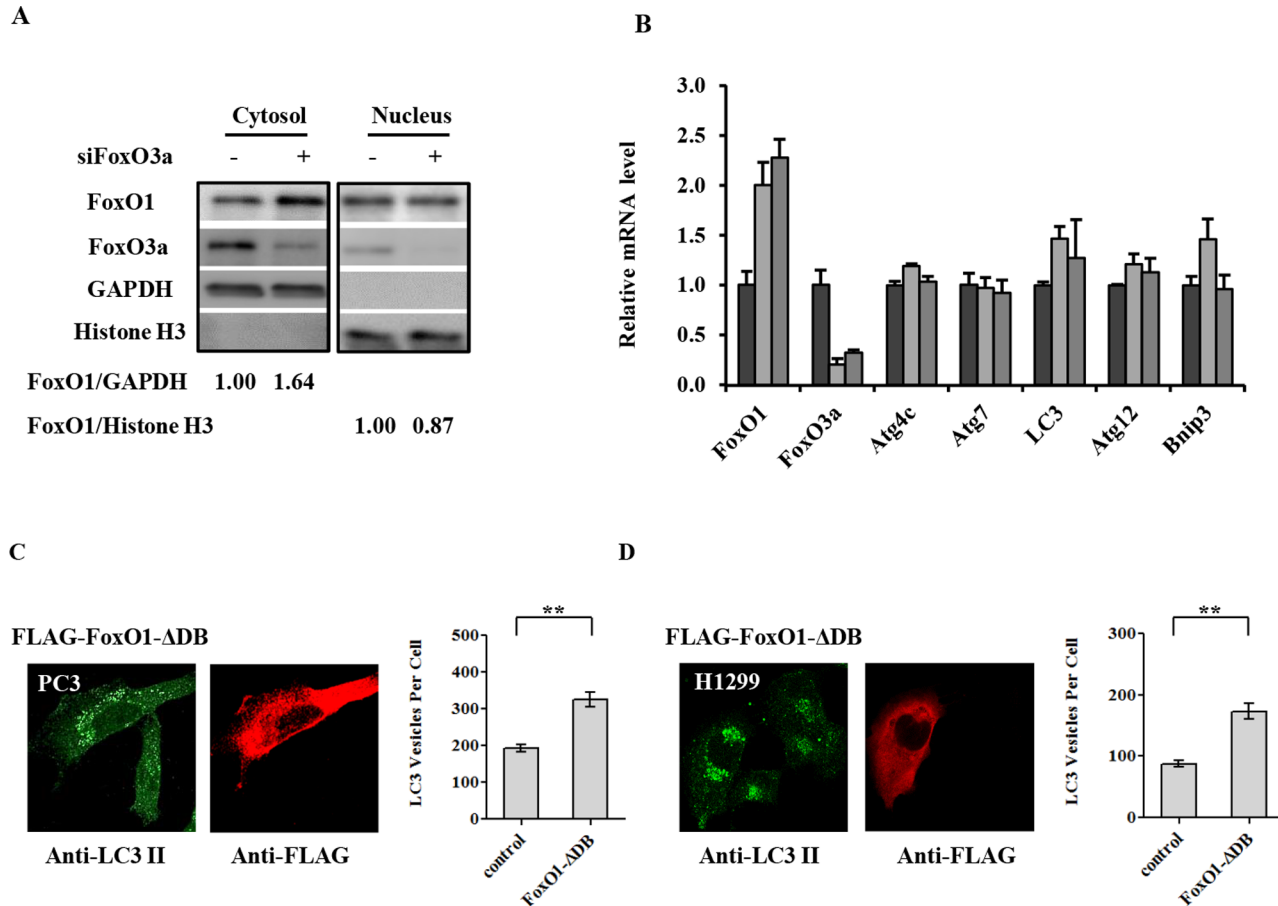 A
Cytosol Nucleus
siFoxO3a - + - +
FoxO1
FoxO3a
GAPDH
Histone H3
FoxO1/GAPDH 1.00 1.64
FoxO1/Histone H3 1.00 0.87
B
Relative mRNA level
3.0
2.5
2.0
1.5
1.0
0.5
0.0
FoxO1 FoxO3a Atg4c Atg7 LC3 Atg12 Bnip3
C
FLAG-FoxO1-ΔDB
PC3
Anti-LC3 II Anti-FLAG
LC3 Vesicles Per Cell
**
500
400
300
200
100
0
control FoxO1-ΔDB
D
FLAG-FoxO1-ΔDB
H1299
Anti-LC3 II Anti-FLAG
LC3 Vesicles Per Cell
**
300
200
100
0
control FoxO1-ΔDB